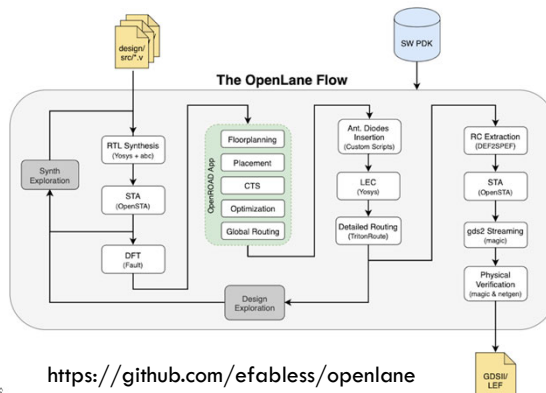 design/
src/*.v
SW PDK
The OpenLane Flow
Synth
Exploration
RTL Synthesis
(Yosys + abc)
STA
(OpenSTA)
DFT
(Fault)
OpenROAD App
Floorplanning
Placement
CTS
Optimization
Global Routing
Ant. Diodes
Insertion
(Custom Scripts)
LEC
(Yosys)
Detailed Routing
(TritonRoute)
RC Extraction
(DEF2SPEF)
STA
(OpenSTA)
gds2 Streaming
(magic)
Physical
Verification
(magic & netgen)
Design
Exploration
https://github.com/efabless/openlane
GDSII/
LEF